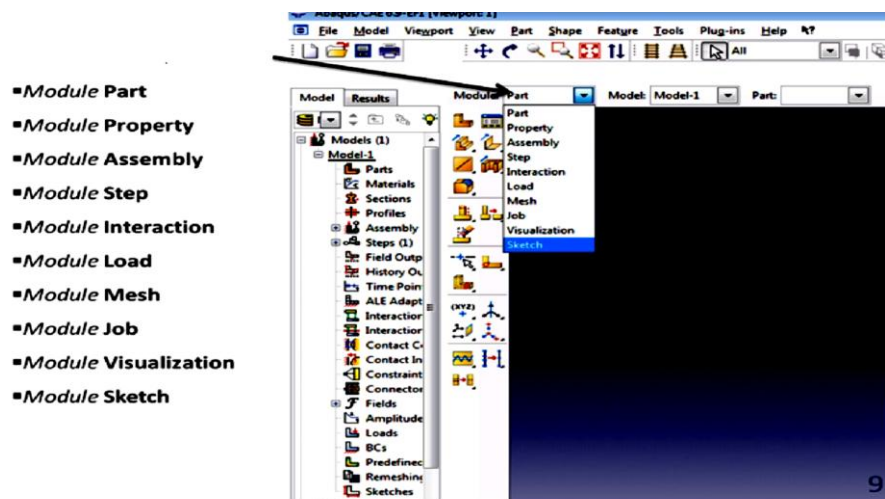 Abaqus/CAE 6.9-EF1 [Viewport: 1]
File Model Viewport View Part Shape Feature Tools Plug-ins Help
All
▪Module Part
▪Module Property
▪Module Assembly
▪Module Step
▪Module Interaction
▪Module Load
▪Module Mesh
▪Module Job
▪Module Visualization
▪Module Sketch
Model Results
Module: Part Model: Model-1 Part:
Models (1)
Model-1
Parts
Materials
Sections
Profiles
Assembly
Steps (1)
Field Outp
History Ou
Time Poin
ALE Adapt
Interaction
Interaction
Contact Co
Contact In
Constraint
Connector
Fields
Amplitude
Loads
BCs
Predefined
Remeshing
Sketches
Part
Property
Assembly
Step
Interaction
Load
Mesh
Job
Visualization
Sketch
(XYZ)
9